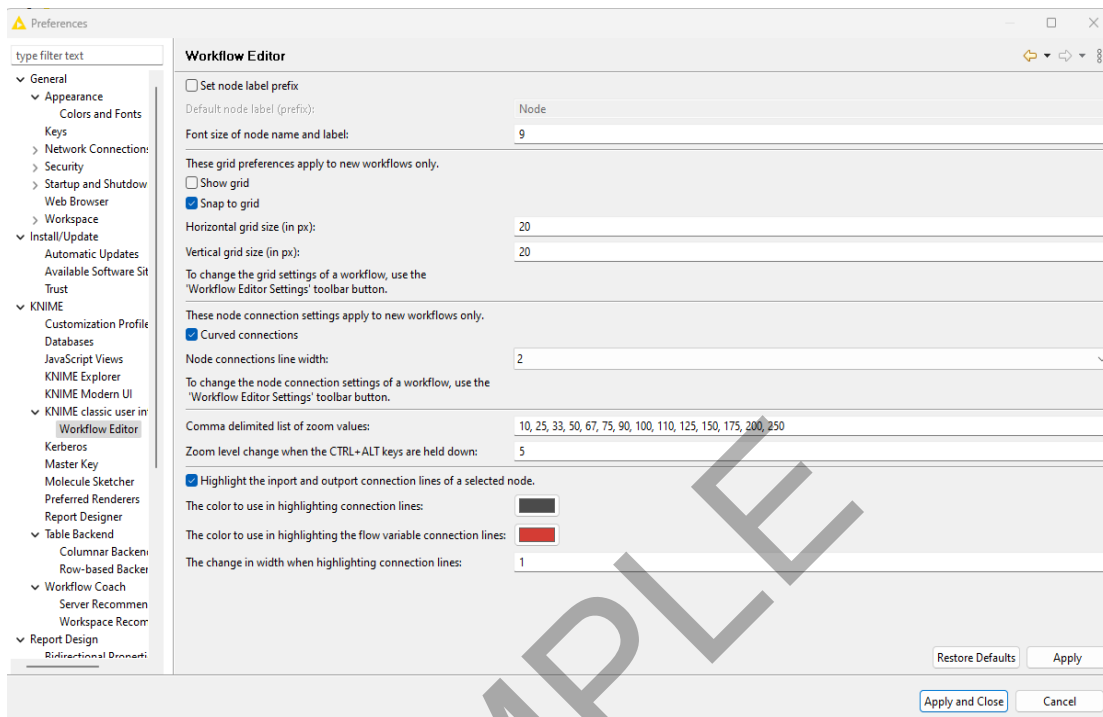 Preferences
type filter text
General
Appearance
Colors and Fonts
Keys
Network Connection:
Security
Startup and Shutdow
Web Browser
Workspace
Install/Update
Automatic Updates
Available Software Sit
Trust
KNIME
Customization Profile
Databases
JavaScript Views
KNIME Explorer
KNIME Modern UI
KNIME classic user in
Workflow Editor
Kerberos
Master Key
Molecule Sketcher
Preferred Renderers
Report Designer
Table Backend
Columnar Backen
Row-based Backer
Workflow Coach
Server Recommen
Workspace Recom
Report Design
Bidirectional Properti
Workflow Editor
Set node label prefix
Default node label (prefix): Node
Font size of node name and label: 9
These grid preferences apply to new workflows only.
Show grid
Snap to grid
Horizontal grid size (in px): 20
Vertical grid size (in px): 20
To change the grid settings of a workflow, use the
'Workflow Editor Settings' toolbar button.
These node connection settings apply to new workflows only.
Curved connections
Node connections line width: 2
To change the node connection settings of a workflow, use the
'Workflow Editor Settings' toolbar button.
Comma delimited list of zoom values: 10, 25, 33, 50, 67, 75, 90, 100, 110, 125, 150, 175, 200, 250
Zoom level change when the CTRL+ALT keys are held down: 5
Highlight the inport and outport connection lines of a selected node.
The color to use in highlighting connection lines:
The color to use in highlighting the flow variable connection lines:
The change in width when highlighting connection lines: 1
Restore Defaults Apply
Apply and Close Cancel
MPLE